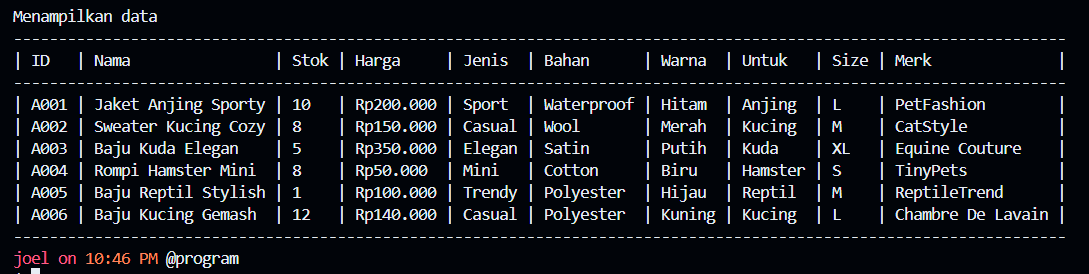 Menampilkan data
---------------------------------------------------------------------------------------------------------------------
| ID   | Nama                | Stok | Harga     | Jenis  | Bahan      | Warna  | Untuk   | Size | Merk              |
---------------------------------------------------------------------------------------------------------------------
| A001 | Jaket Anjing Sporty | 10   | Rp200.000 | Sport  | Waterproof | Hitam  | Anjing  | L    | PetFashion        |
| A002 | Sweater Kucing Cozy | 8    | Rp150.000 | Casual | Wool       | Merah  | Kucing  | M    | CatStyle          |
| A003 | Baju Kuda Elegan    | 5    | Rp350.000 | Elegan | Satin      | Putih  | Kuda    | XL   | Equine Couture    |
| A004 | Rompi Hamster Mini  | 8    | Rp50.000  | Mini   | Cotton     | Biru   | Hamster | S    | TinyPets          |
| A005 | Baju Reptil Stylish | 1    | Rp100.000 | Trendy | Polyester  | Hijau  | Reptil  | M    | ReptileTrend      |
| A006 | Baju Kucing Gemash  | 12   | Rp140.000 | Casual | Polyester  | Kuning | Kucing  | L    | Chambre De Lavain |
---------------------------------------------------------------------------------------------------------------------
joel on 10:46 PM @program